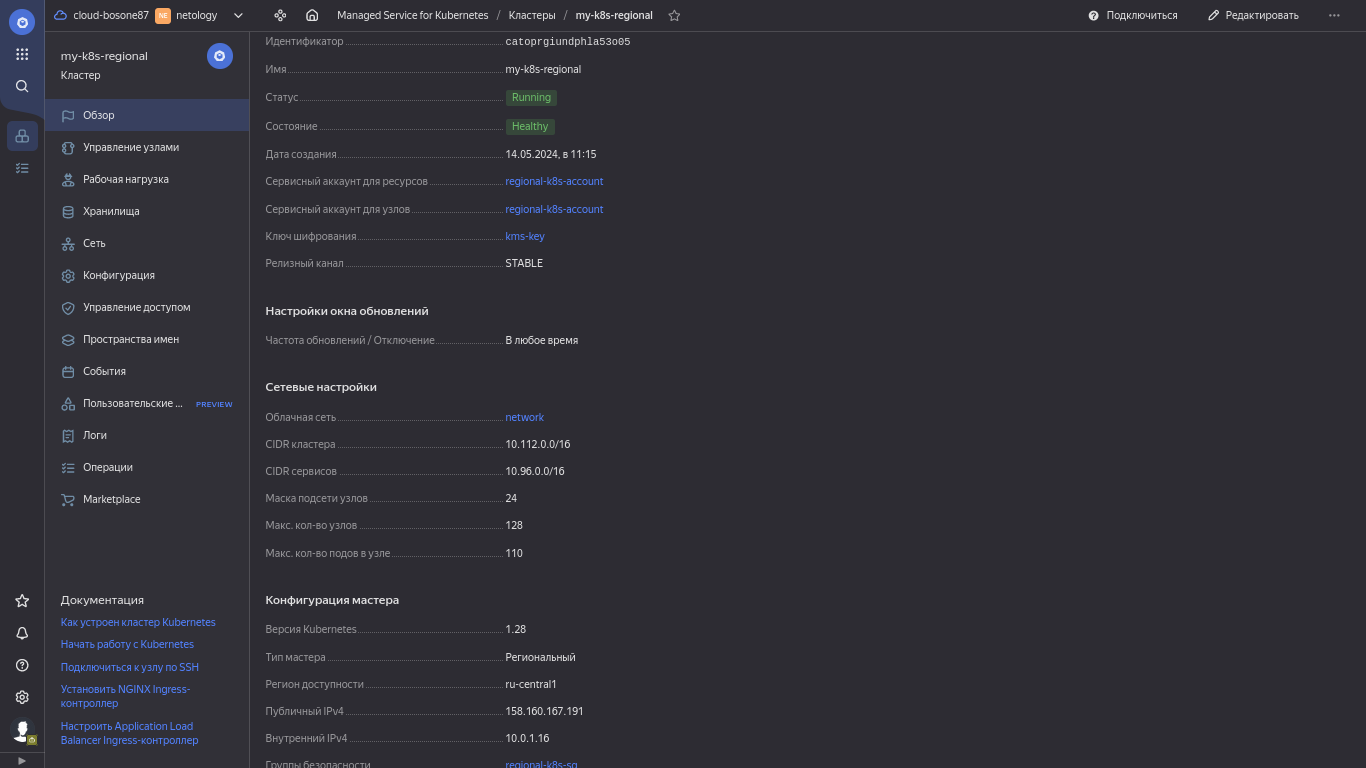 cloud-bosone87 NE netology
Managed Service for Kubernetes / Кластеры / my-k8s-regional
Подключиться
Редактировать
my-k8s-regional
Кластер
Обзор
Управление узлами
Рабочая нагрузка
Хранилища
Сеть
Конфигурация
Управление доступом
Пространства имен
События
Пользовательские ... PREVIEW
Логи
Операции
Marketplace
Документация
Как устроен кластер Kubernetes
Начать работу с Kubernetes
Подключиться к узлу по SSH
Установить NGINX Ingress-
контроллер
Настроить Application Load
Balancer Ingress-контроллер
Идентификатор catoprgiundphla53o05
Имя my-k8s-regional
Статус Running
Состояние Healthy
Дата создания 14.05.2024, в 11:15
Сервисный аккаунт для ресурсов regional-k8s-account
Сервисный аккаунт для узлов regional-k8s-account
Ключ шифрования kms-key
Релизный канал STABLE
Настройки окна обновлений
Частота обновлений / Отключение В любое время
Сетевые настройки
Облачная сеть network
CIDR кластера 10.112.0.0/16
CIDR сервисов 10.96.0.0/16
Маска подсети узлов 24
Макс. кол-во узлов 128
Макс. кол-во подов в узле 110
Конфигурация мастера
Версия Kubernetes 1.28
Тип мастера Региональный
Регион доступности ru-central1
Публичный IPv4 158.160.167.191
Внутренний IPv4 10.0.1.16
Группы безопасности regional-k8s-sg